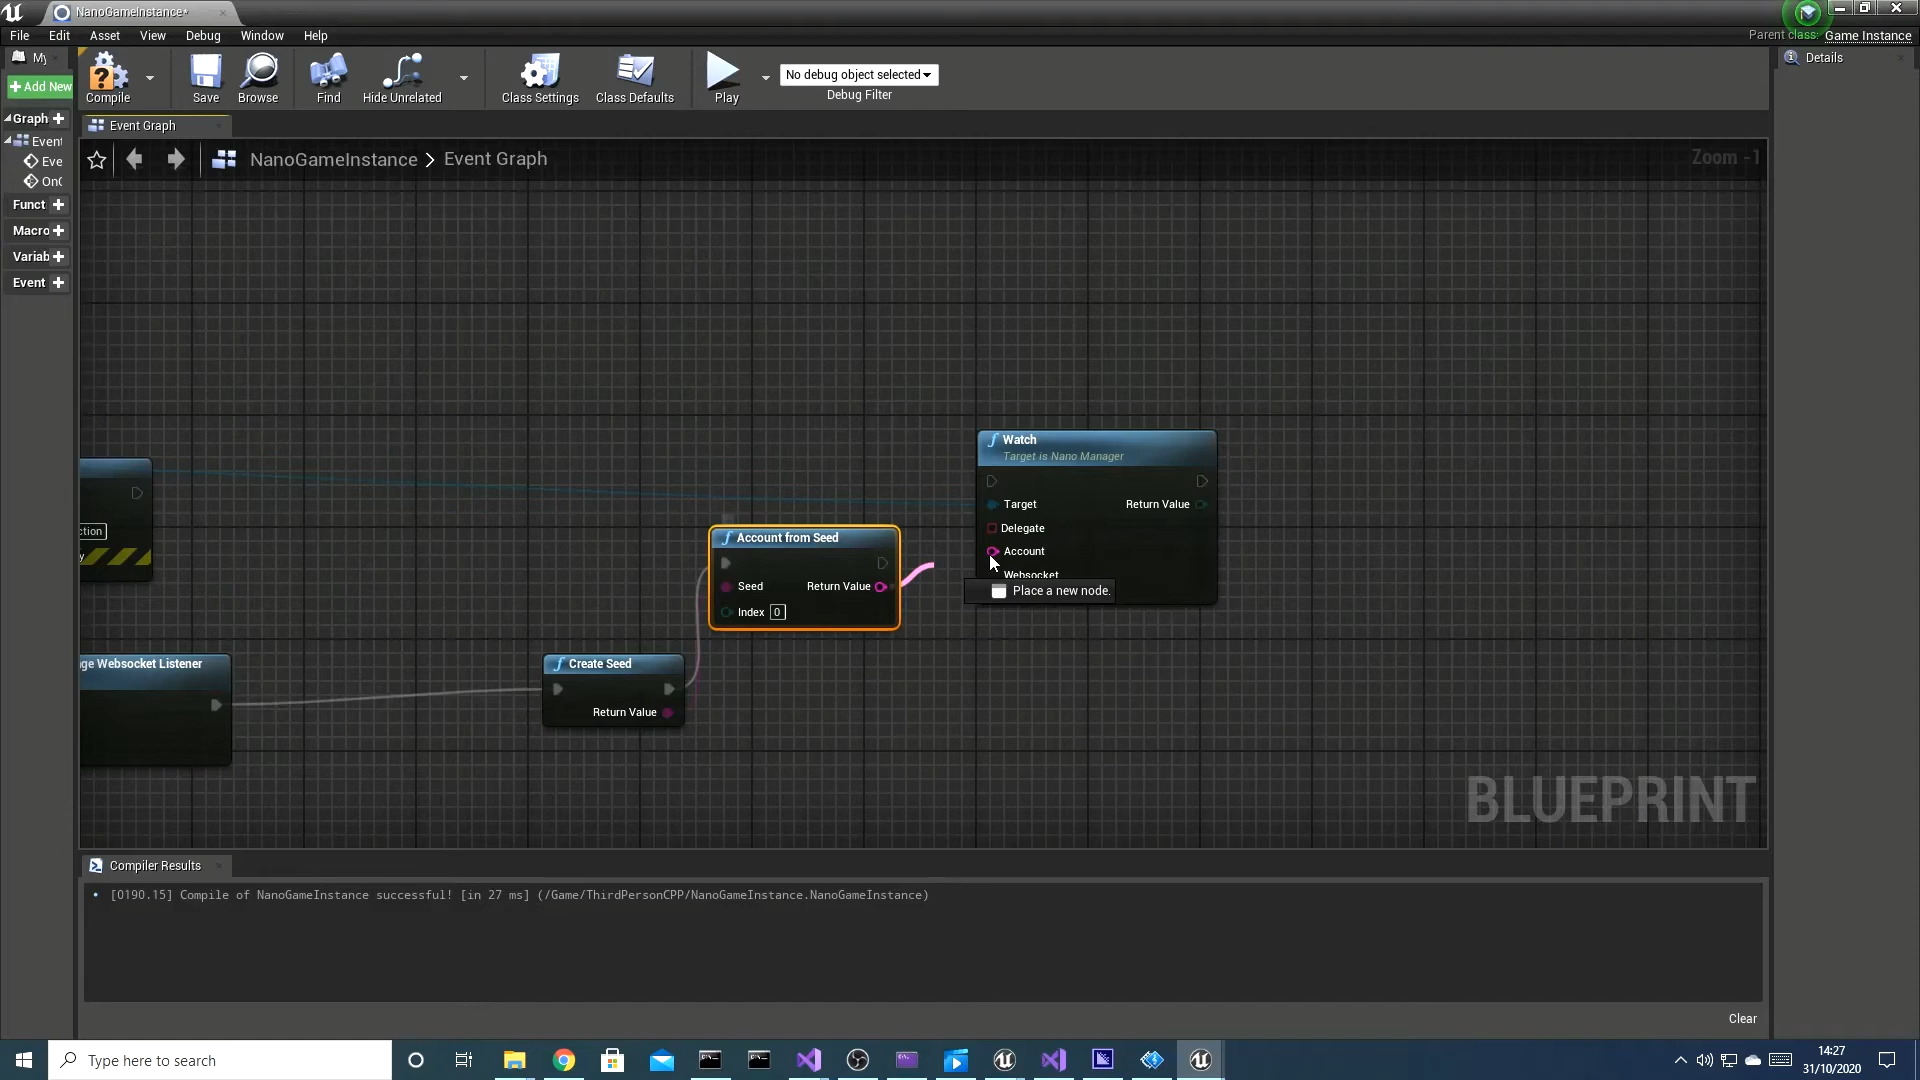 NanoGameInstance*
File Edit Asset View Debug Window Help
Parent class: Game Instance
My
Add New
Compile
Save
Browse
Find
Hide Unrelated
Class Settings
Class Defaults
Play
No debug object selected
Debug Filter
Details
Graph
Event
Eve
OnC
Funct
Macro
Variab
Event
Event Graph
NanoGameInstance > Event Graph
Zoom -1
Watch
Target is Nano Manager
Target
Return Value
Delegate
Account
Websocket
Place a new node.
ction
y
Account from Seed
Seed
Return Value
Index 0
ge Websocket Listener
Create Seed
Return Value
BLUEPRINT
Compiler Results
• [0190.15] Compile of NanoGameInstance successful! [in 27 ms] (/Game/ThirdPersonCPP/NanoGameInstance.NanoGameInstance)
Clear
Type here to search
14:27
31/10/2020